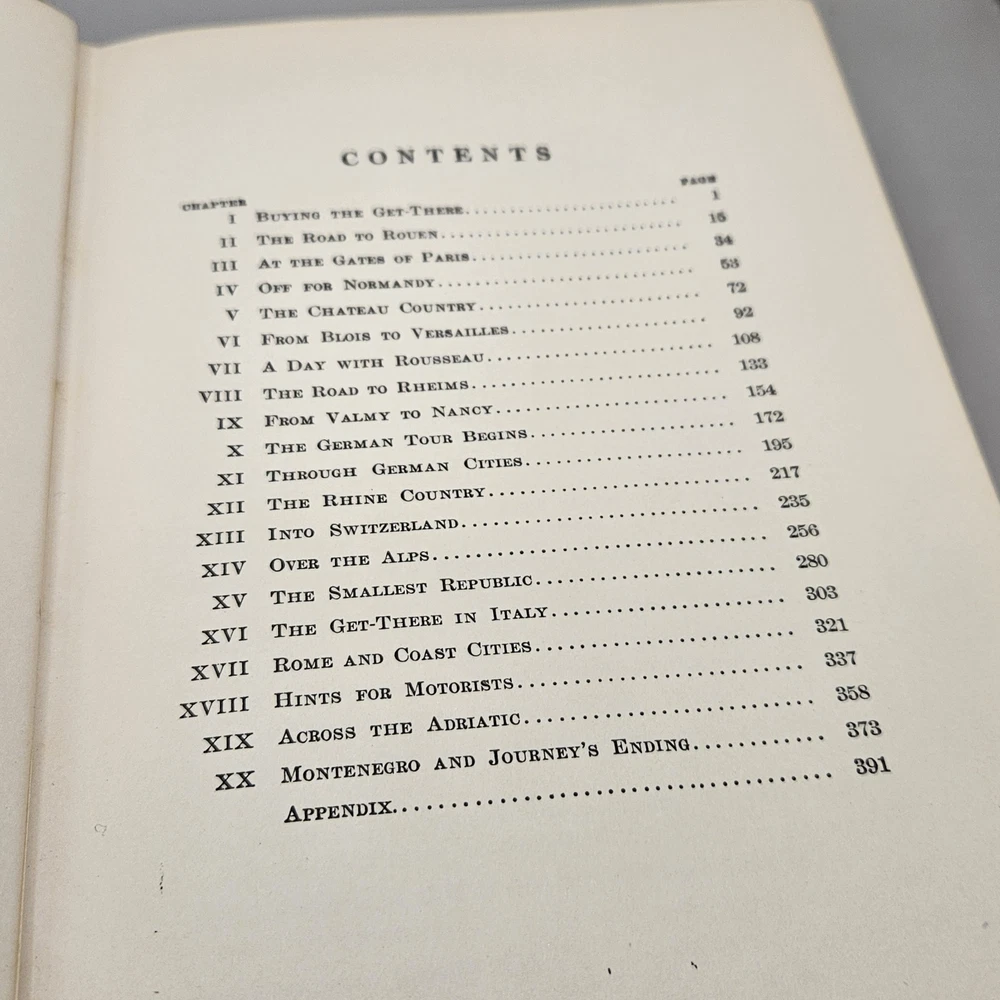 CONTENTS
CHAPTER PAGE
I BUYING THE GET-THERE 1
II THE ROAD TO ROUEN 15
III AT THE GATES OF PARIS 34
IV OFF FOR NORMANDY 53
V THE CHATEAU COUNTRY 72
VI FROM BLOIS TO VERSAILLES 92
VII A DAY WITH ROUSSEAU 108
VIII THE ROAD TO RHEIMS 133
IX FROM VALMY TO NANCY 154
X THE GERMAN TOUR BEGINS 172
XI THROUGH GERMAN CITIES 195
XII THE RHINE COUNTRY 217
XIII INTO SWITZERLAND 235
XIV OVER THE ALPS 256
XV THE SMALLEST REPUBLIC 280
XVI THE GET-THERE IN ITALY 303
XVII ROME AND COAST CITIES 321
XVIII HINTS FOR MOTORISTS 337
XIX ACROSS THE ADRIATIC 358
XX MONTENEGRO AND JOURNEY'S ENDING 373
APPENDIX 391